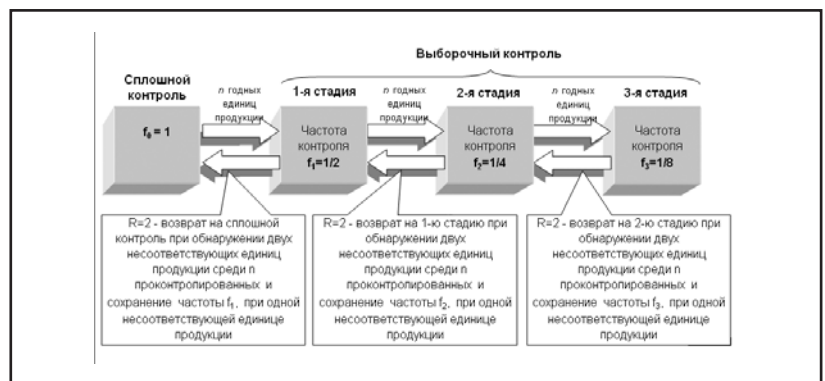 Выборочный контроль
Сплошной
контроль
n годных
единиц
продукции
1-я стадия
n годных
единиц
продукции
2-я стадия
n годных
единиц
продукции
3-я стадия
f₀ = 1
Частота
контроля
f₁=1/2
Частота
контроля
f₂=1/4
Частота
контроля
f₃=1/8
R=2 - возврат на сплошной
контроль при обнаружении двух
несоответствующих единиц
продукции среди n
проконтропированных и
сохранение частоты f₁, при одной
несоответствующей единице
продукции
R=2 - возврат на 1-ю стадию при
обнаружении двух
несоответствующих единиц
продукции среди n
проконтропированных и
сохранение частоты f₂, при одной
несоответствующей единице
продукции
R=2 - возврат на 2-ю стадию при
обнаружении двух
несоответствующих единиц
продукции среди n
проконтропированных и
сохранение частоты f₃, при одной
несоответствующей единице
продукции